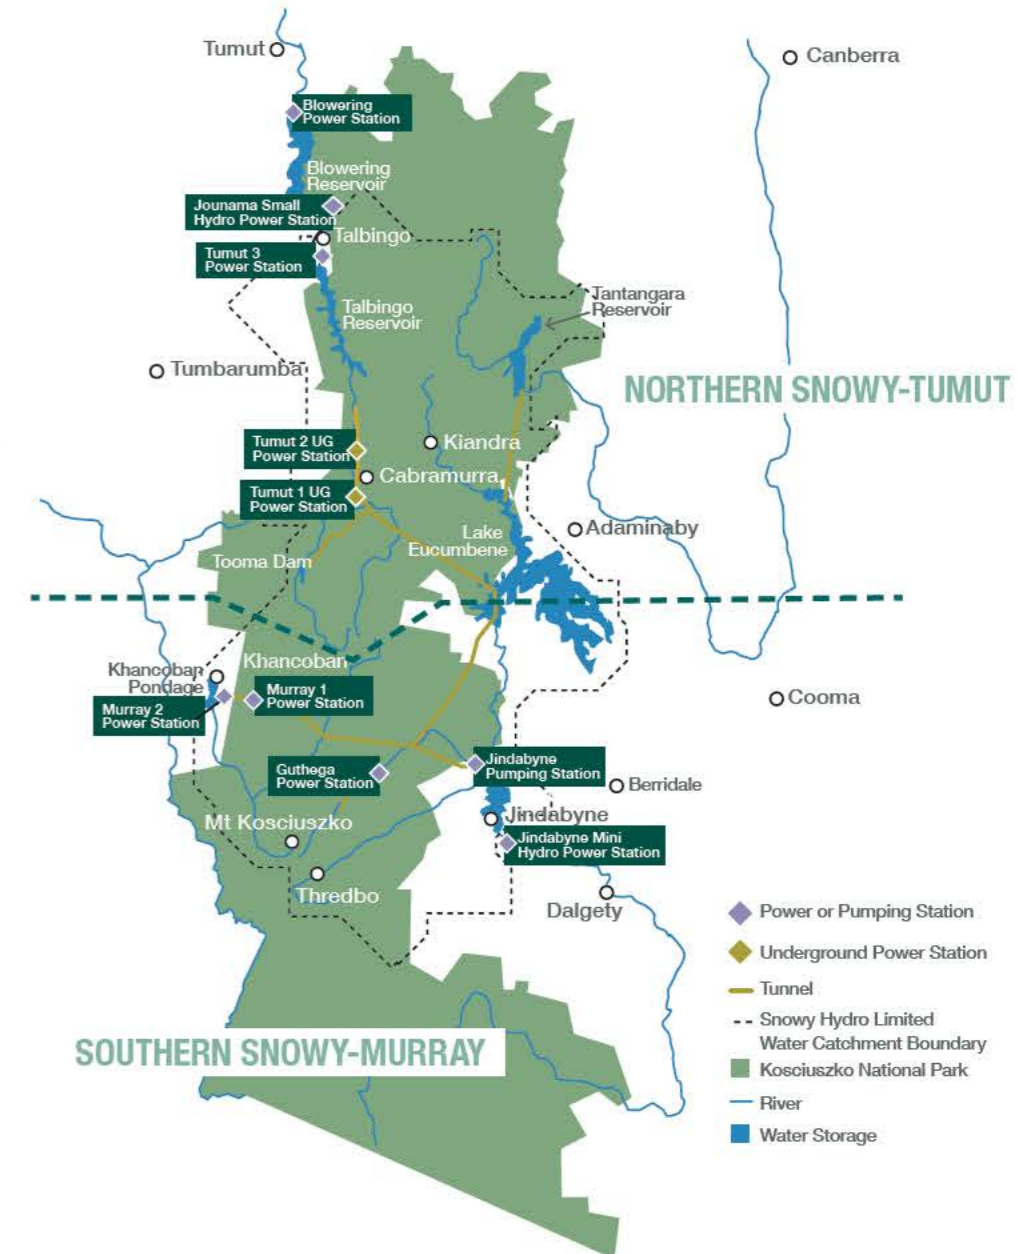 Tumut
Canberra
Blowering
Power Station
Blowering
Reservoir
Jounama Small
Hydro Power Station
Talbingo
Tumut 3
Power Station
Tantangara
Reservoir
Talbingo
Reservoir
Tumbarumba
NORTHERN SNOWY-TUMUT
Tumut 2 UG
Power Station
Kiandra
Cabramurra
Tumut 1 UG
Power Station
Lake
Eucumbene
Adaminaby
Tooma Dam
Khancoban
Pondage
Khancoban
Murray 1
Power Station
Murray 2
Power Station
Cooma
Guthega
Power Station
Jindabyne
Pumping Station
Berridale
Mt Kosciuszko
Jindabyne
Jindabyne Mini
Hydro Power Station
Thredbo
Dalgety
Power or Pumping Station
Underground Power Station
Tunnel
Snowy Hydro Limited
Water Catchment Boundary
Kosciuszko National Park
River
Water Storage
SOUTHERN SNOWY-MURRAY